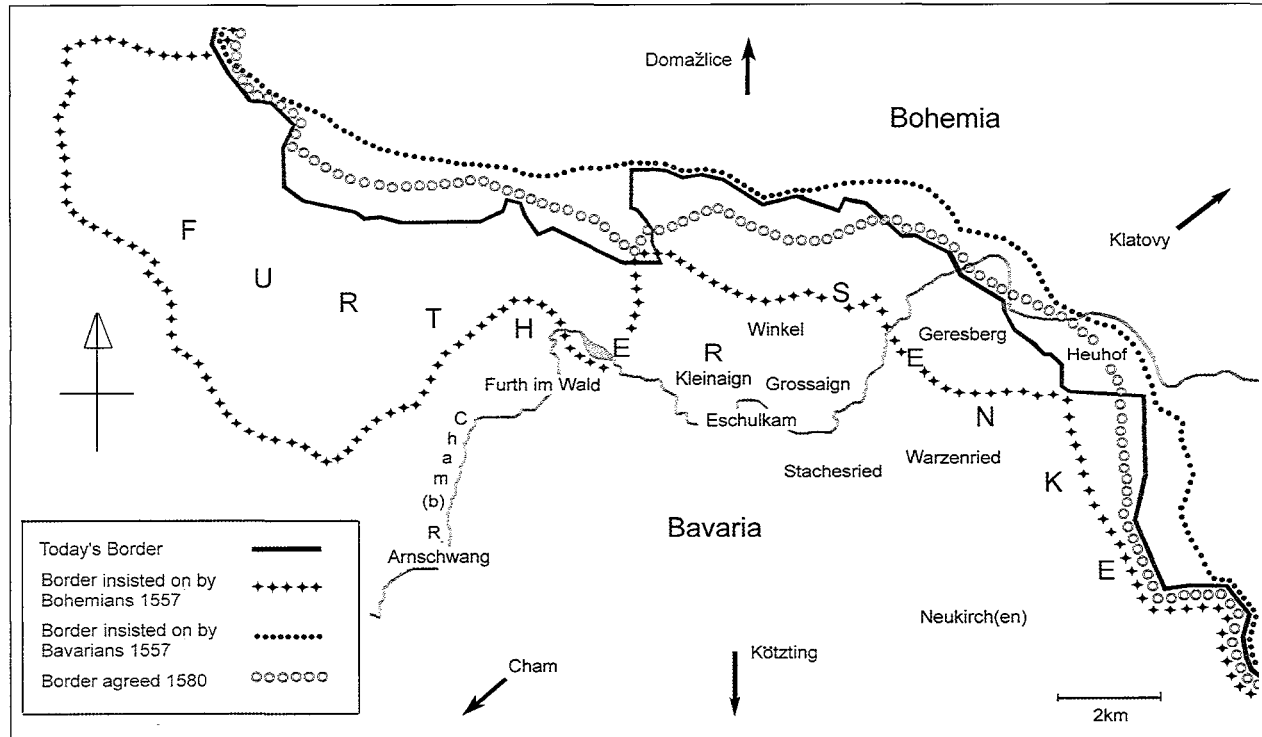 Domažlice
Bohemia
Klatovy
F U R T H E R S E N K E
Winkel
Geresberg
Heuhof
Kleinaign
Grossaign
Furth im Wald
Eschulkam
C
h
a
m
(b)
R.
Stachesried
Warzenried
Bavaria
Arnschwang
Neukirch(en)
Cham
Kötzting
2km
Today's Border
Border insisted on by
Bohemians 1557
Border insisted on by
Bavarians 1557
Border agreed 1580